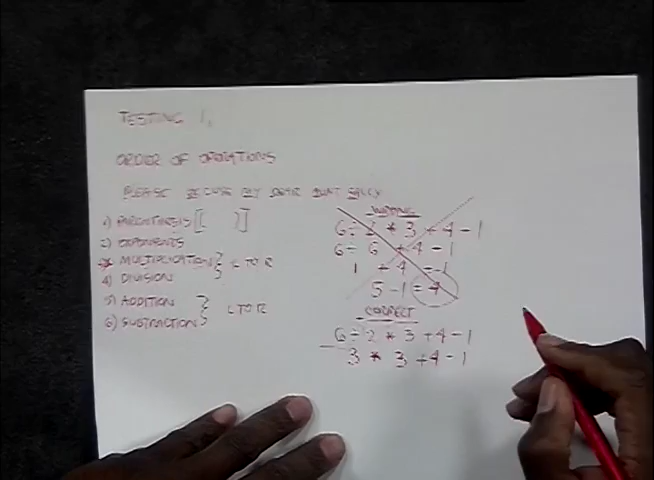 TESTING 1,
ORDER OF OPERATIONS
PLEASE EXCUSE MY DEAR AUNT SALLY
1) PARENTHESIS [( )]
2) EXPONENTS
3) MULTIPLICATION } L TO R
4) DIVISION
5) ADDITION } L TO R
6) SUBTRACTION
WRONG
6 ÷ 2 * 3 + 4 - 1
6 ÷ 6 + 4 - 1
1 + 4 - 1
5 - 1 = 4
CORRECT
6 ÷ 2 * 3 + 4 - 1
3 * 3 + 4 - 1